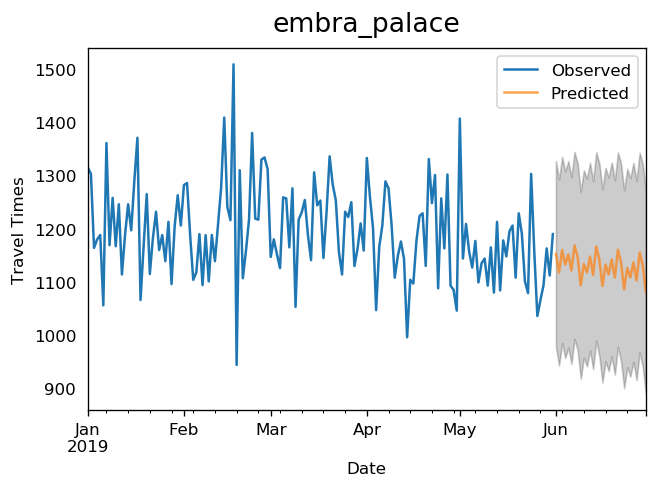 embra_palace
1500
1400
1300
1200
1100
1000
900
Travel Times
Observed
Predicted
Jan
2019
Feb
Mar
Apr
May
Jun
Date